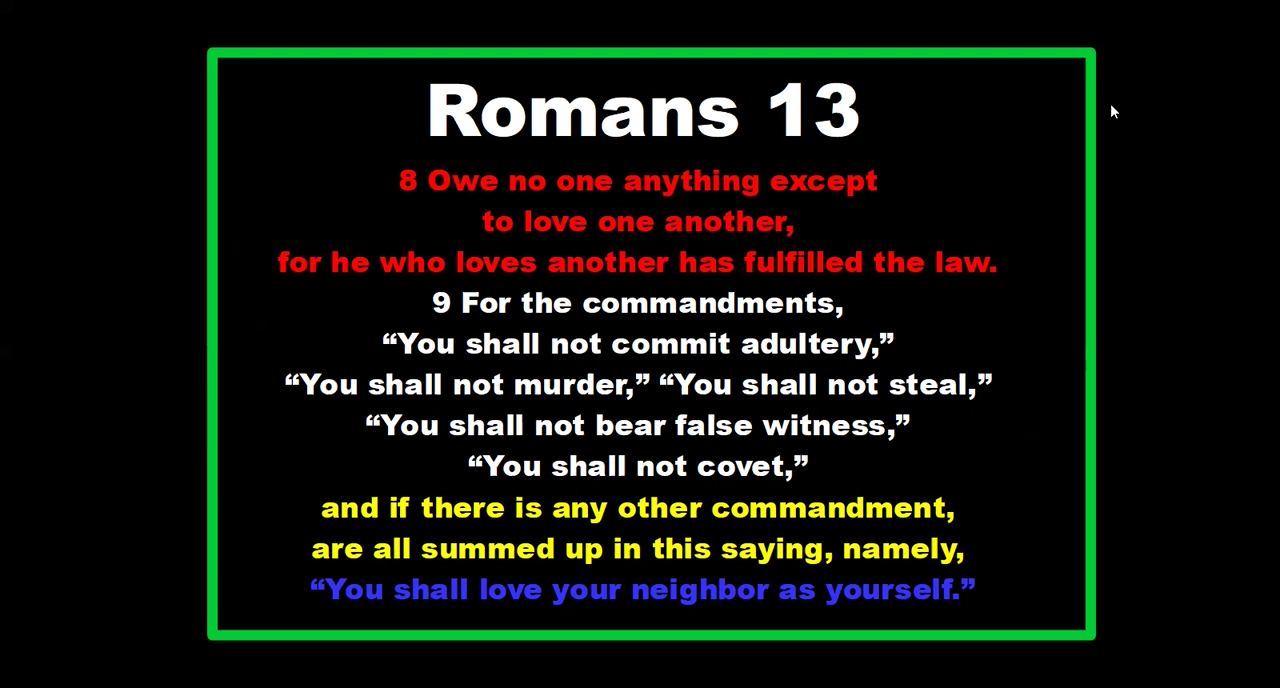 Romans 13
8 Owe no one anything except
to love one another,
for he who loves another has fulfilled the law.
9 For the commandments,
“You shall not commit adultery,”
“You shall not murder,” “You shall not steal,”
“You shall not bear false witness,”
“You shall not covet,”
and if there is any other commandment,
are all summed up in this saying, namely,
“You shall love your neighbor as yourself.”